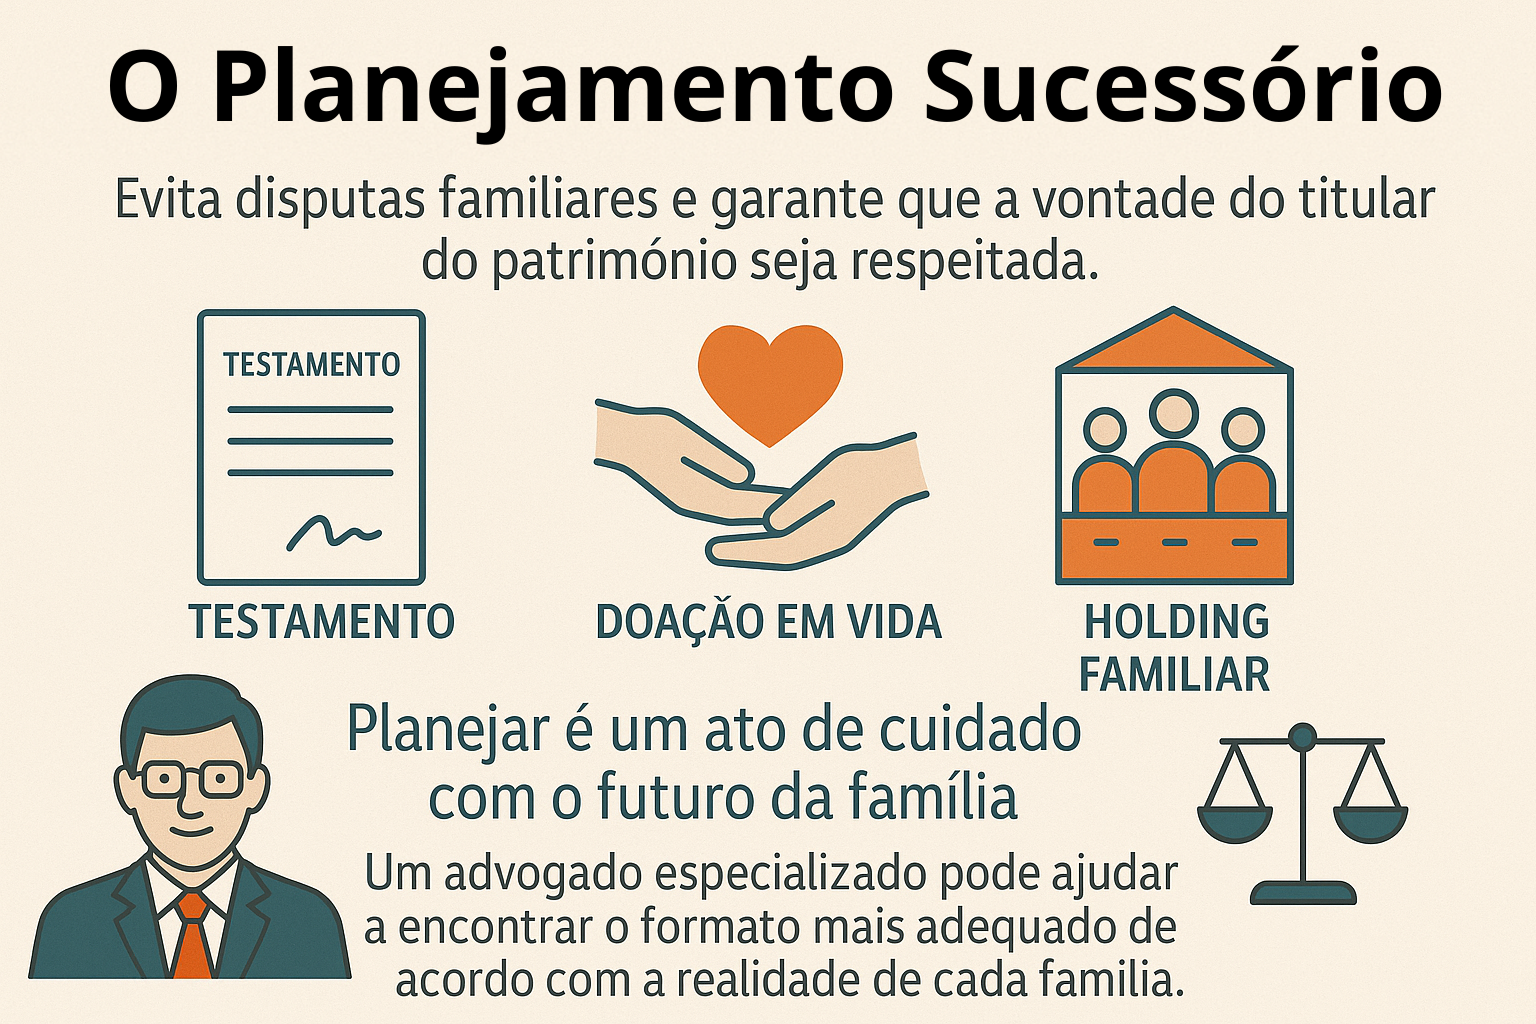 O Planejamento Sucessório
Evita disputas familiares e garante que a vontade do titular
do património seja respeitada.
TESTAMENTO
TESTAMENTO
DOAÇǍO EM VIDA
HOLDING
FAMILIAR
Planejar é um ato de cuidado
com o futuro da família
Um advogado especializado pode ajudar
a encontrar o formato mais adequado de
acordo com a realidade de cada familia.